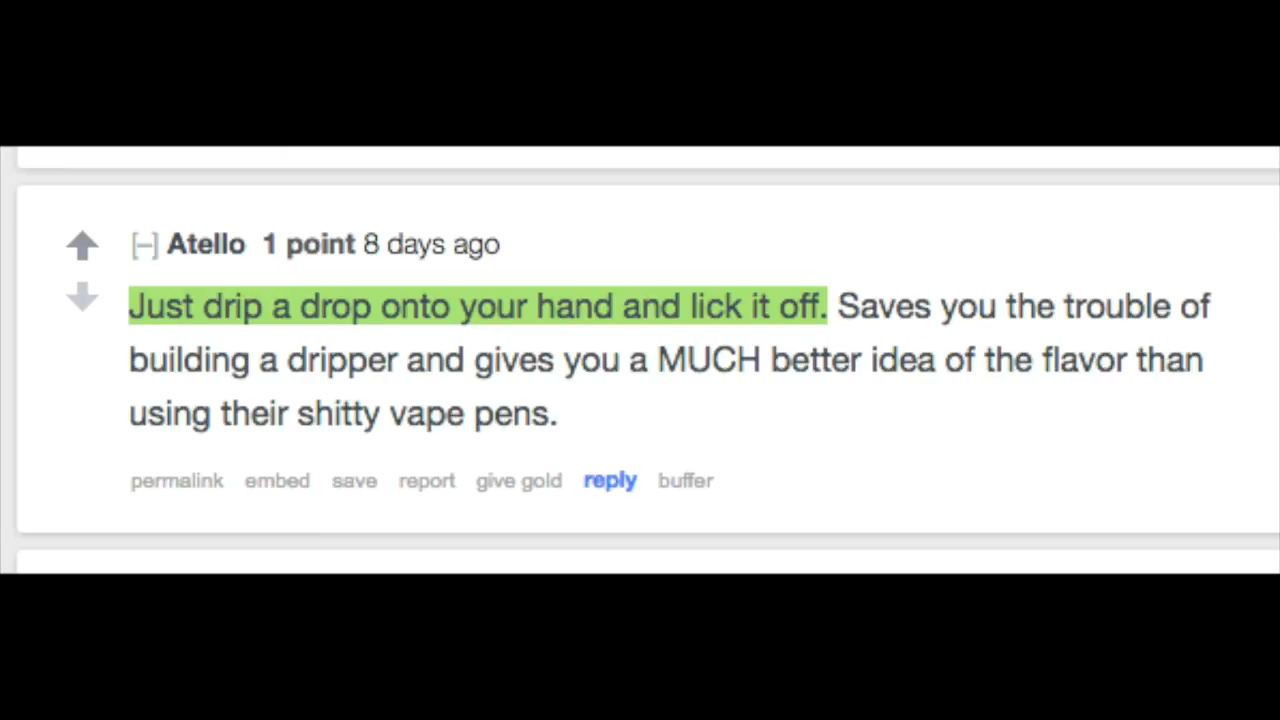 [–] Atello 1 point 8 days ago
Just drip a drop onto your hand and lick it off. Saves you the trouble of
building a dripper and gives you a MUCH better idea of the flavor than
using their shitty vape pens.
permalink embed save report give gold reply buffer